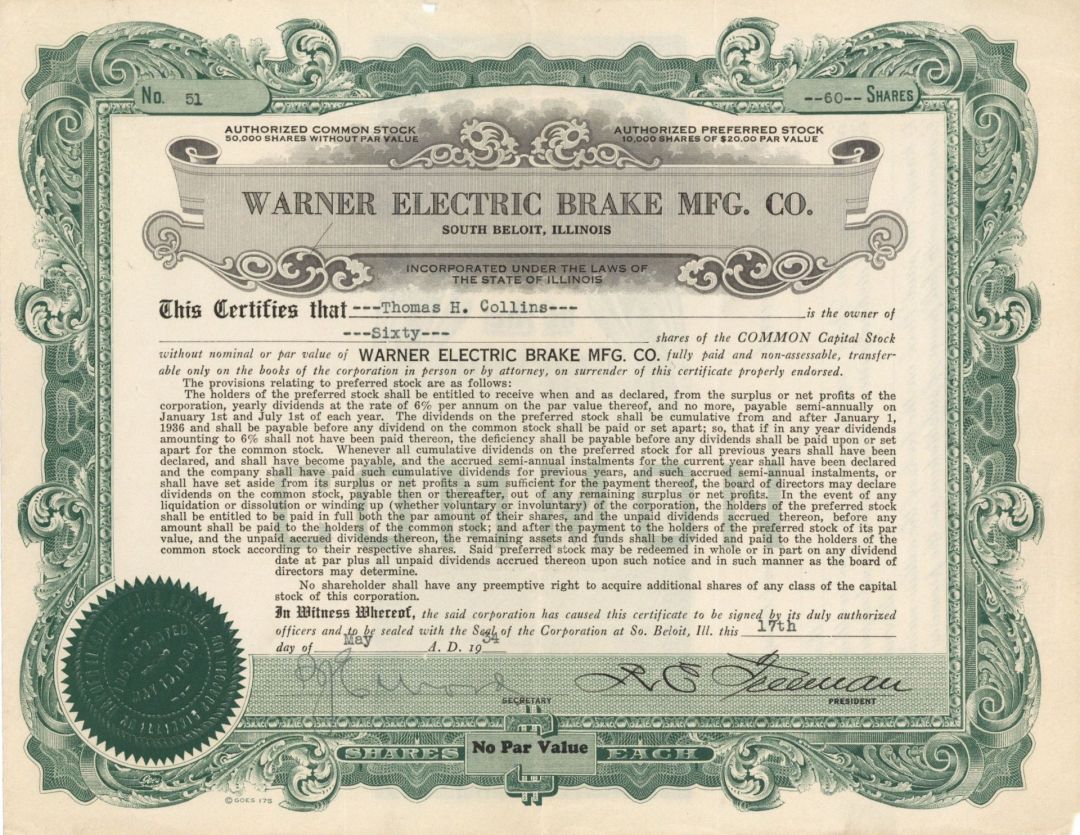 No. 51
--60-- SHARES
AUTHORIZED COMMON STOCK
50,000 SHARES WITHOUT PAR VALUE
AUTHORIZED PREFERRED STOCK
10,000 SHARES OF $20.00 PAR VALUE
WARNER ELECTRIC BRAKE MFG. CO.
SOUTH BELOIT, ILLINOIS
INCORPORATED UNDER THE LAWS OF
THE STATE OF ILLINOIS
This Certifies that ---Thomas H. Collins--- is the owner of
---Sixty--- shares of the COMMON Capital Stock
without nominal or par value of WARNER ELECTRIC BRAKE MFG. CO. fully paid and non-assessable, transfer-
able only on the books of the corporation in person or by attorney, on surrender of this certificate properly endorsed.
The provisions relating to preferred stock are as follows:
The holders of the preferred stock shall be entitled to receive when and as declared, from the surplus or net profits of the
corporation, yearly dividends at the rate of 6% per annum on the par value thereof, and no more, payable semi-annually on
January 1st and July 1st of each year. The dividends on the preferred stock shall be cumulative from and after January 1,
1936 and shall be payable before any dividend on the common stock shall be paid or set apart; so, that if in any year dividends
amounting to 6% shall not have been paid thereon, the deficiency shall be payable before any dividends shall be paid upon or set
apart for the common stock. Whenever all cumulative dividends on the preferred stock for all previous years shall have been
declared, and shall have become payable, and the accrued semi-annual instalments for the current year shall have been declared
and the company shall have paid such cumulative dividends for previous years, and such accrued semi-annual instalments, or
shall have set aside from its surplus or net profits a sum sufficient for the payment thereof, the board of directors may declare
dividends on the common stock, payable then or thereafter, out of any remaining surplus or net profits. In the event of any
liquidation or dissolution or winding up (whether voluntary or involuntary) of the corporation, the holders of the preferred stock
shall be entitled to be paid in full both the par amount of their shares, and the unpaid dividends accrued thereon, before any
amount shall be paid to the holders of the common stock; and after the payment to the holders of the preferred stock of its par
value, and the unpaid accrued dividends thereon, the remaining assets and funds shall be divided and paid to the holders of the
common stock according to their respective shares. Said preferred stock may be redeemed in whole or in part on any dividend
date at par plus all unpaid dividends accrued thereon upon such notice and in such manner as the board of
directors may determine.
No shareholder shall have any preemptive right to acquire additional shares of any class of the capital
stock of this corporation.
In Witness Whereof, the said corporation has caused this certificate to be signed by its duly authorized
officers and to be sealed with the Seal of the Corporation at So. Beloit, Ill. this 17th
day of May A. D. 1934
R E Freeman
SECRETARY
PRESIDENT
SHARES No Par Value EACH
© GOES 175